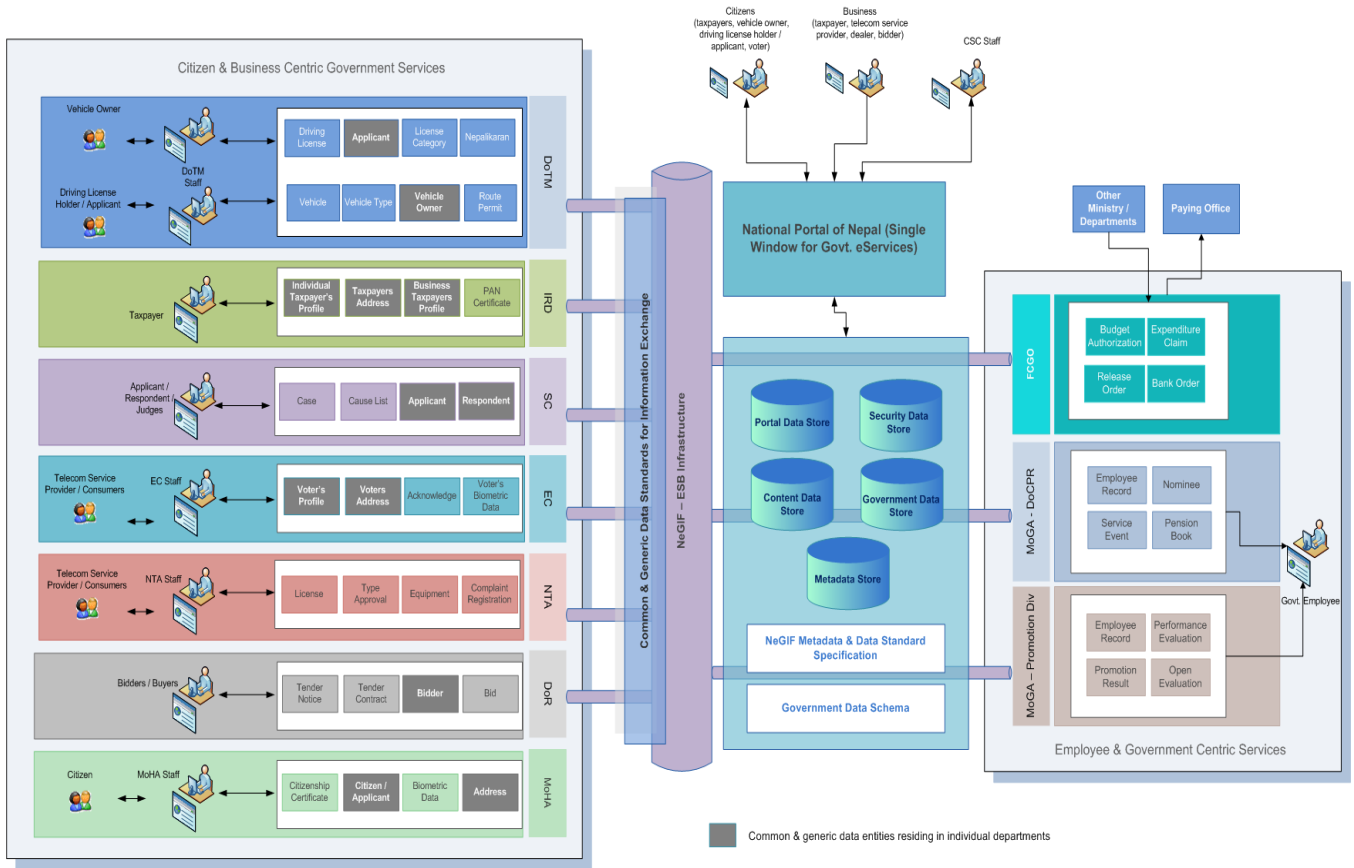 Citizens
(taxpayers, vehicle owner,
driving license holder /
applicant, voter)
Business
(taxpayer, telecom service
provider, dealer, bidder)
CSC Staff
Citizen & Business Centric Government Services
Vehicle Owner
DoTM
Staff
Driving License
Holder / Applicant
Driving
License
Applicant
License
Category
Nepalikaran
Vehicle
Vehicle Type
Vehicle
Owner
Route
Permit
DoTM
Taxpayer
Individual
Taxpayer's
Profile
Taxpayers
Address
Business
Taxpayers
Profile
PAN
Certificate
IRD
Applicant /
Respondent /
Judges
Case
Cause List
Applicant
Respondent
SC
Telecom Service
Provider / Consumers
EC Staff
Voter's
Profile
Voters
Address
Acknowledge
Voter's
Biometric
Data
EC
Telecom Service
Provider / Consumers
NTA Staff
License
Type
Approval
Equipment
Complaint
Registration
NTA
Bidders / Buyers
Tender
Notice
Tender
Contract
Bidder
Bid
DoR
Citizen
MoHA Staff
Citizenship
Certificate
Citizen /
Applicant
Biometric
Data
Address
MoHA
Common & Generic Data Standards for Information Exchange
NeGIF – ESB Infrastructure
National Portal of Nepal (Single
Window for Govt. eServices)
Portal Data Store
Security Data
Store
Content Data
Store
Government Data
Store
Metadata Store
NeGIF Metadata & Data Standard
Specification
Government Data Schema
Other
Ministry /
Departments
Paying Office
FCGO
Budget
Authorization
Expenditure
Claim
Release
Order
Bank Order
MoGA - DoCPR
Employee
Record
Nominee
Service
Event
Pension
Book
Govt. Employee
MoGA – Promotion Div
Employee
Record
Performance
Evaluation
Promotion
Result
Open
Evaluation
Employee & Government Centric Services
Common & generic data entities residing in individual departments